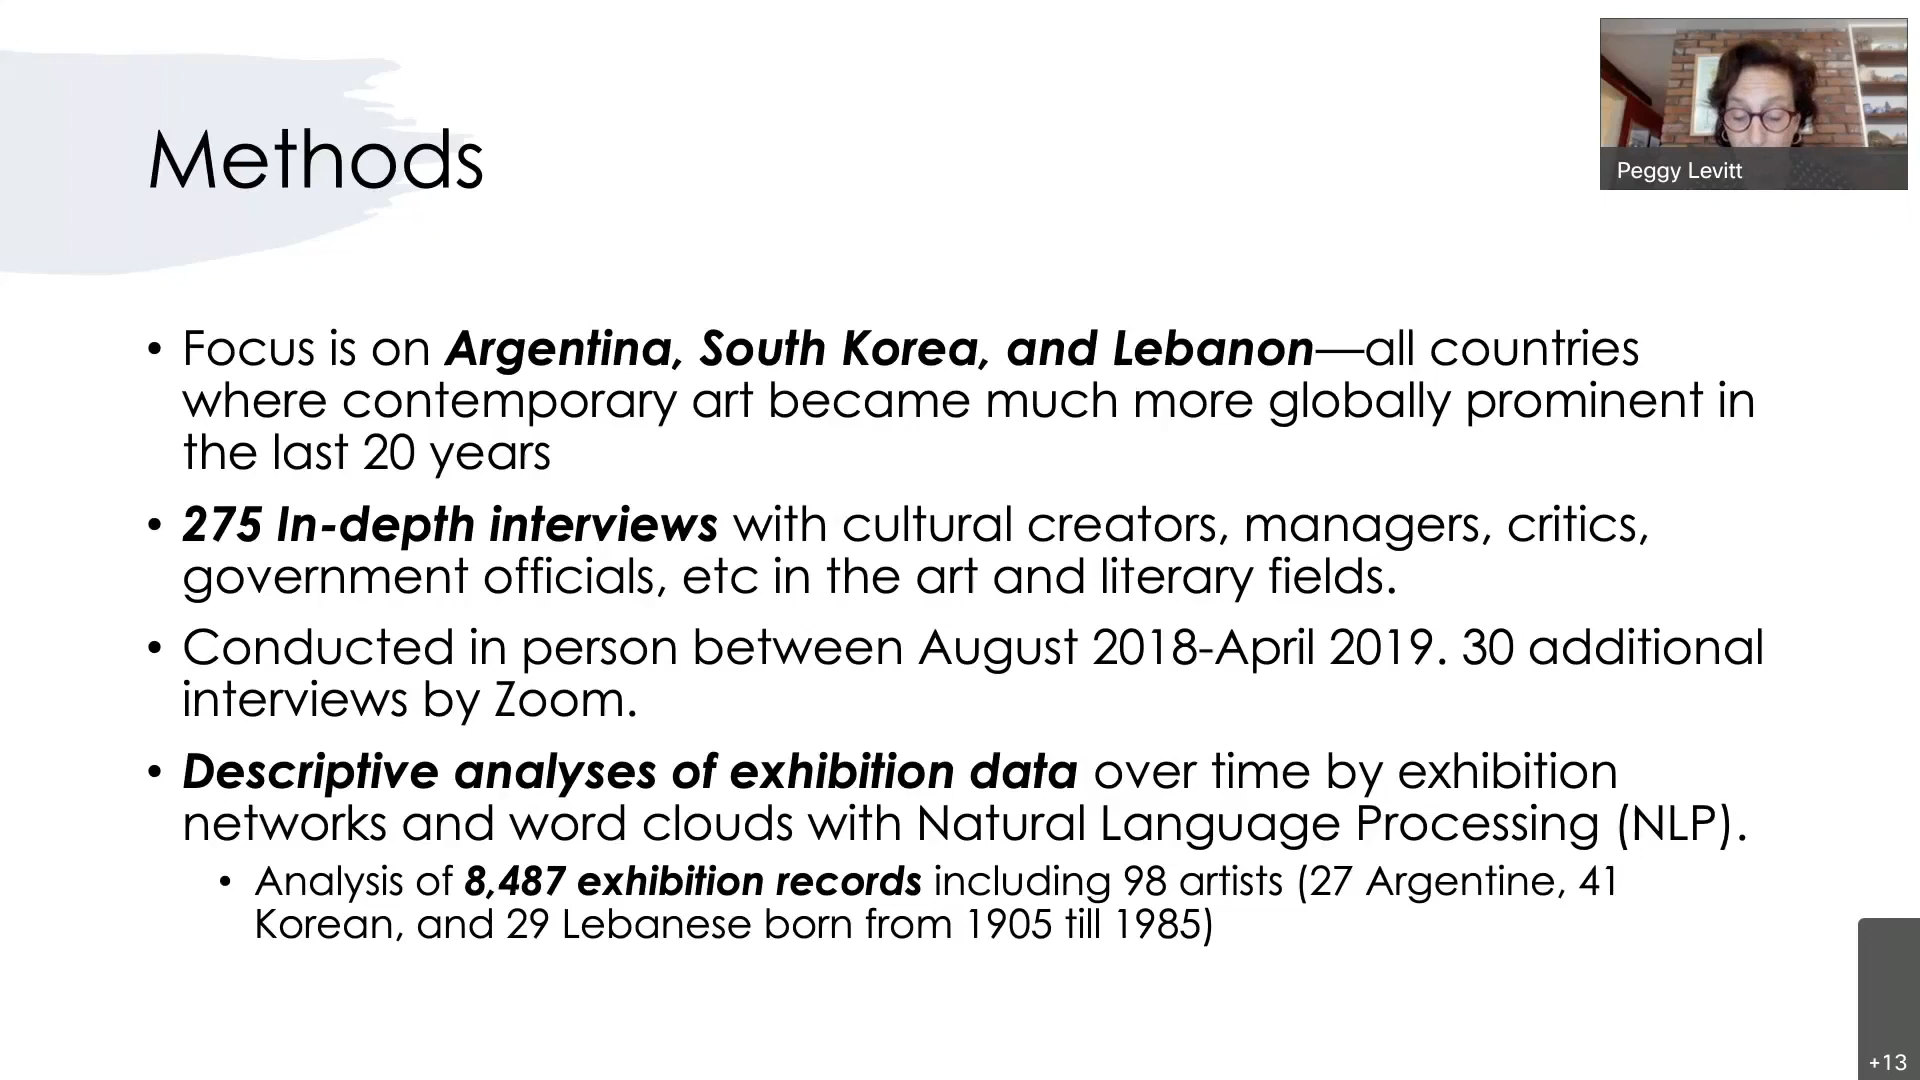 Peggy Levitt
Methods
• Focus is on Argentina, South Korea, and Lebanon—all countries
where contemporary art became much more globally prominent in
the last 20 years
• 275 In-depth interviews with cultural creators, managers, critics,
government officials, etc in the art and literary fields.
• Conducted in person between August 2018-April 2019. 30 additional
interviews by Zoom.
• Descriptive analyses of exhibition data over time by exhibition
networks and word clouds with Natural Language Processing (NLP).
• Analysis of 8,487 exhibition records including 98 artists (27 Argentine, 41
Korean, and 29 Lebanese born from 1905 till 1985)
+13